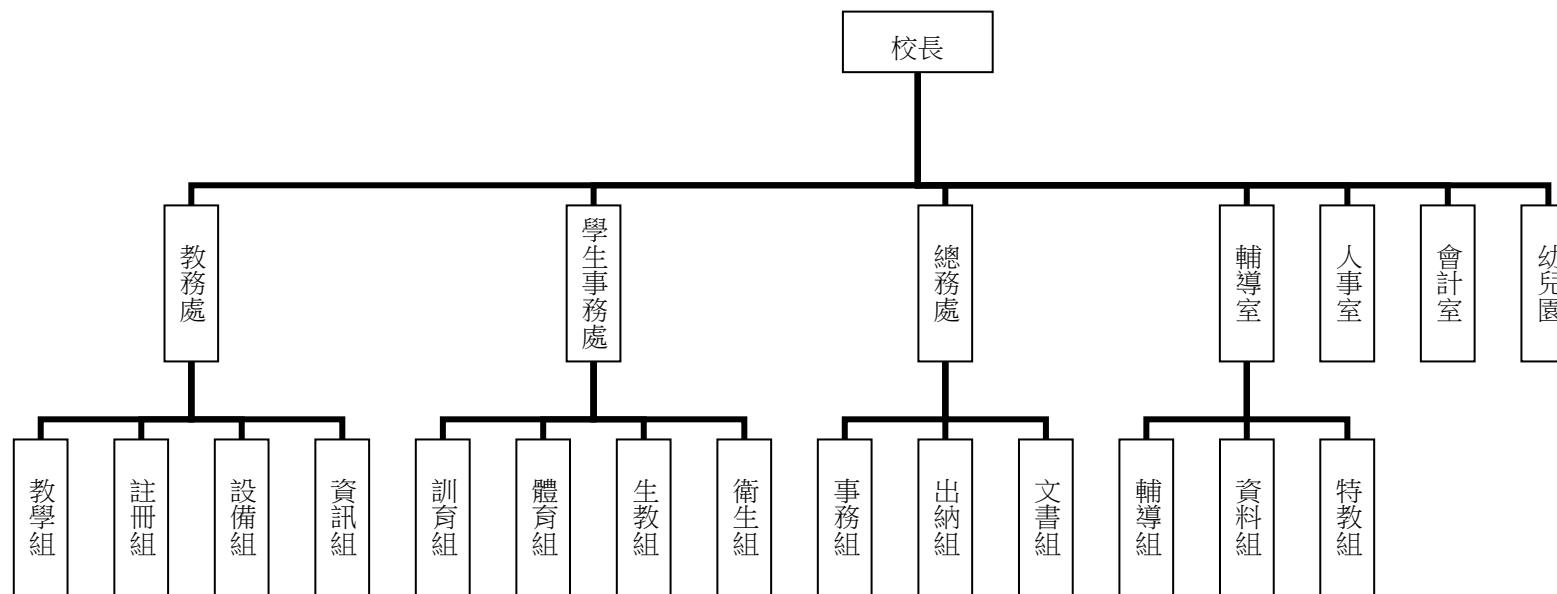 校長
教務處
學生事務處
總務處
輔導室
人事室
會計室
幼兒園
教學組
註冊組
設備組
資訊組
訓育組
體育組
生教組
衛生組
事務組
出納組
文書組
輔導組
資料組
特教組